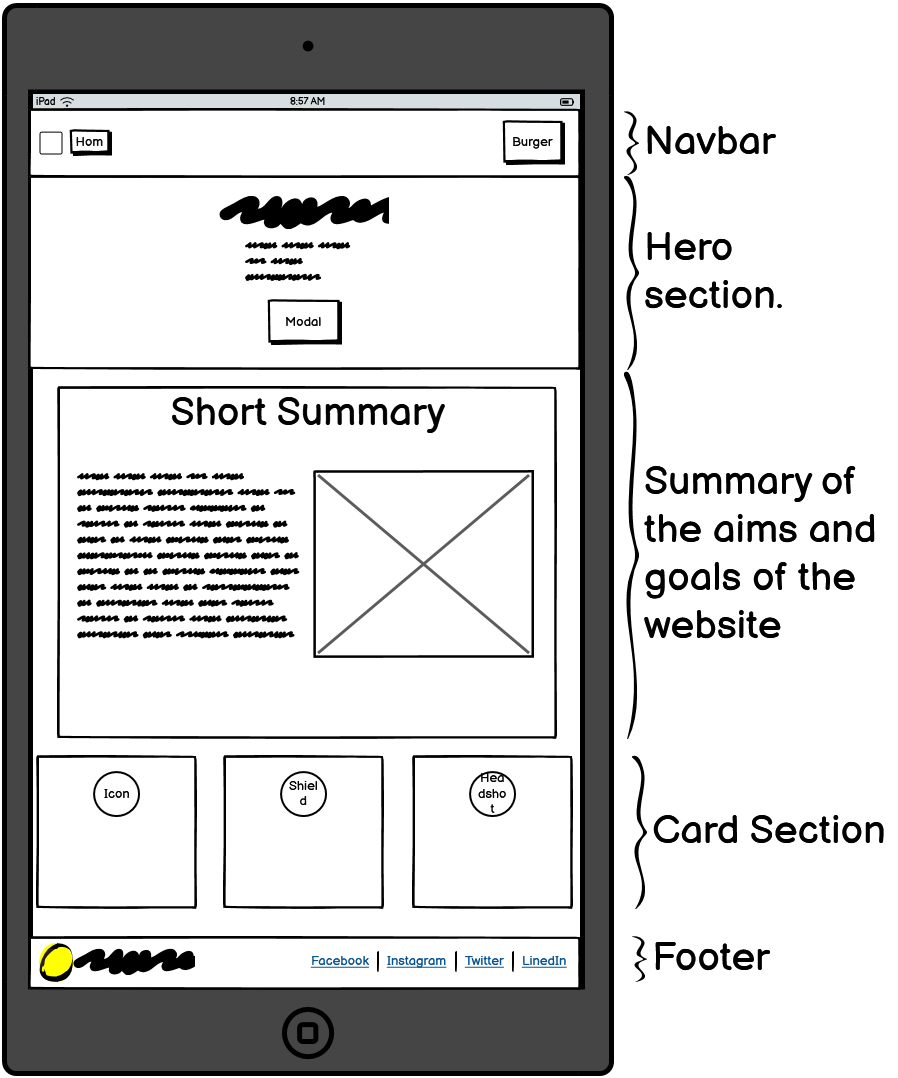 iPad 8:57 AM
Hom
Burger
Navbar
Hero
section.
Modal
Short Summary
Summary of
the aims and
goals of the
website
Icon
Shiel
d
Hea
dsho
t
Card Section
Facebook | Instagram | Twitter | LinedIn
Footer